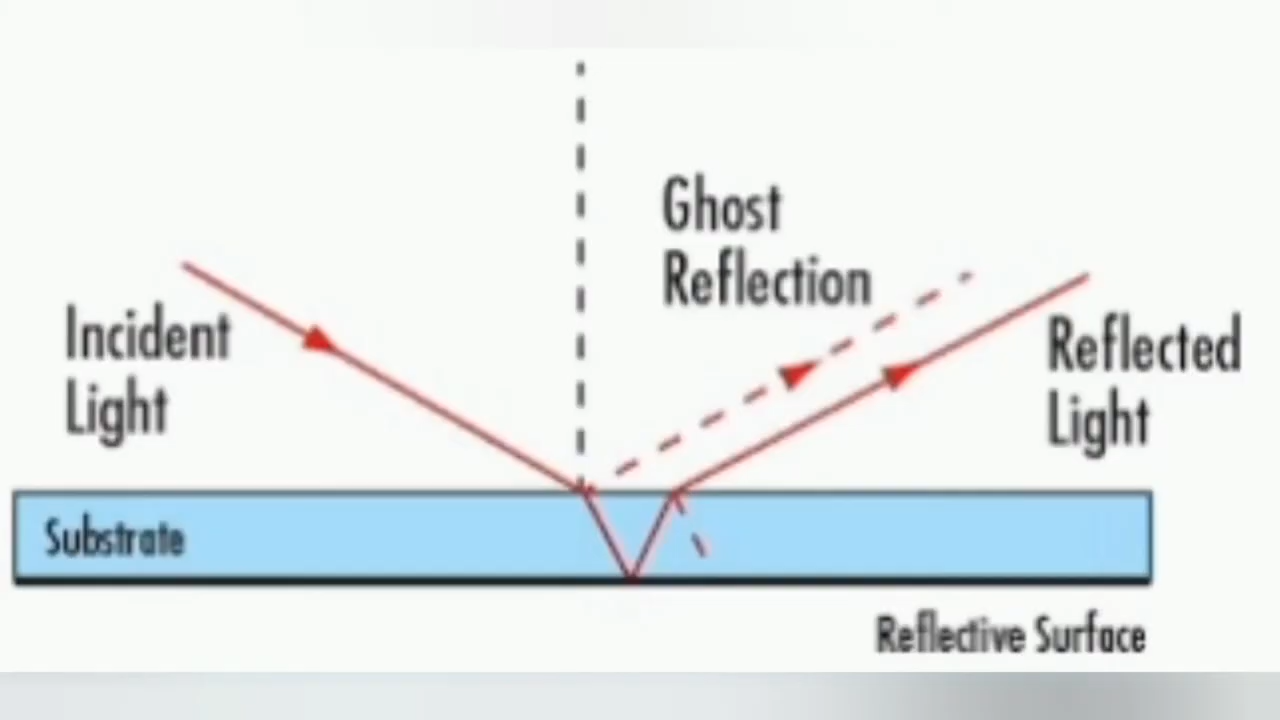 Ghost
Reflection
Incident
Light
Reflected
Light
Substrate
Reflective Surface